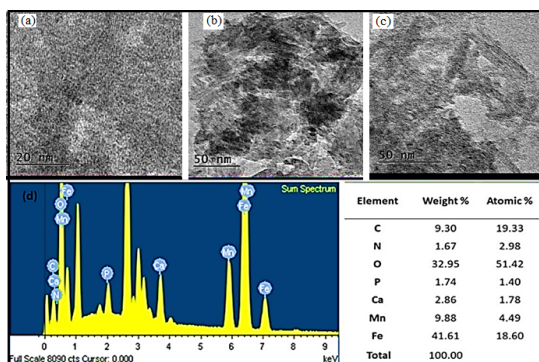 (a)
20 nm
(b)
50 nm
(c)
50 nm
(d)
Sum Spectrum
Fe
O
Mn
C
Ca
N
P
Ca
Mn
Mn
Fe
Fe
0 1 2 3 4 5 6 7 8 9
Full Scale 8090 cts Cursor: 0.000
keV
Element Weight % Atomic %
C 9.30 19.33
N 1.67 2.98
O 32.95 51.42
P 1.74 1.40
Ca 2.86 1.78
Mn 9.88 4.49
Fe 41.61 18.60
Total 100.00